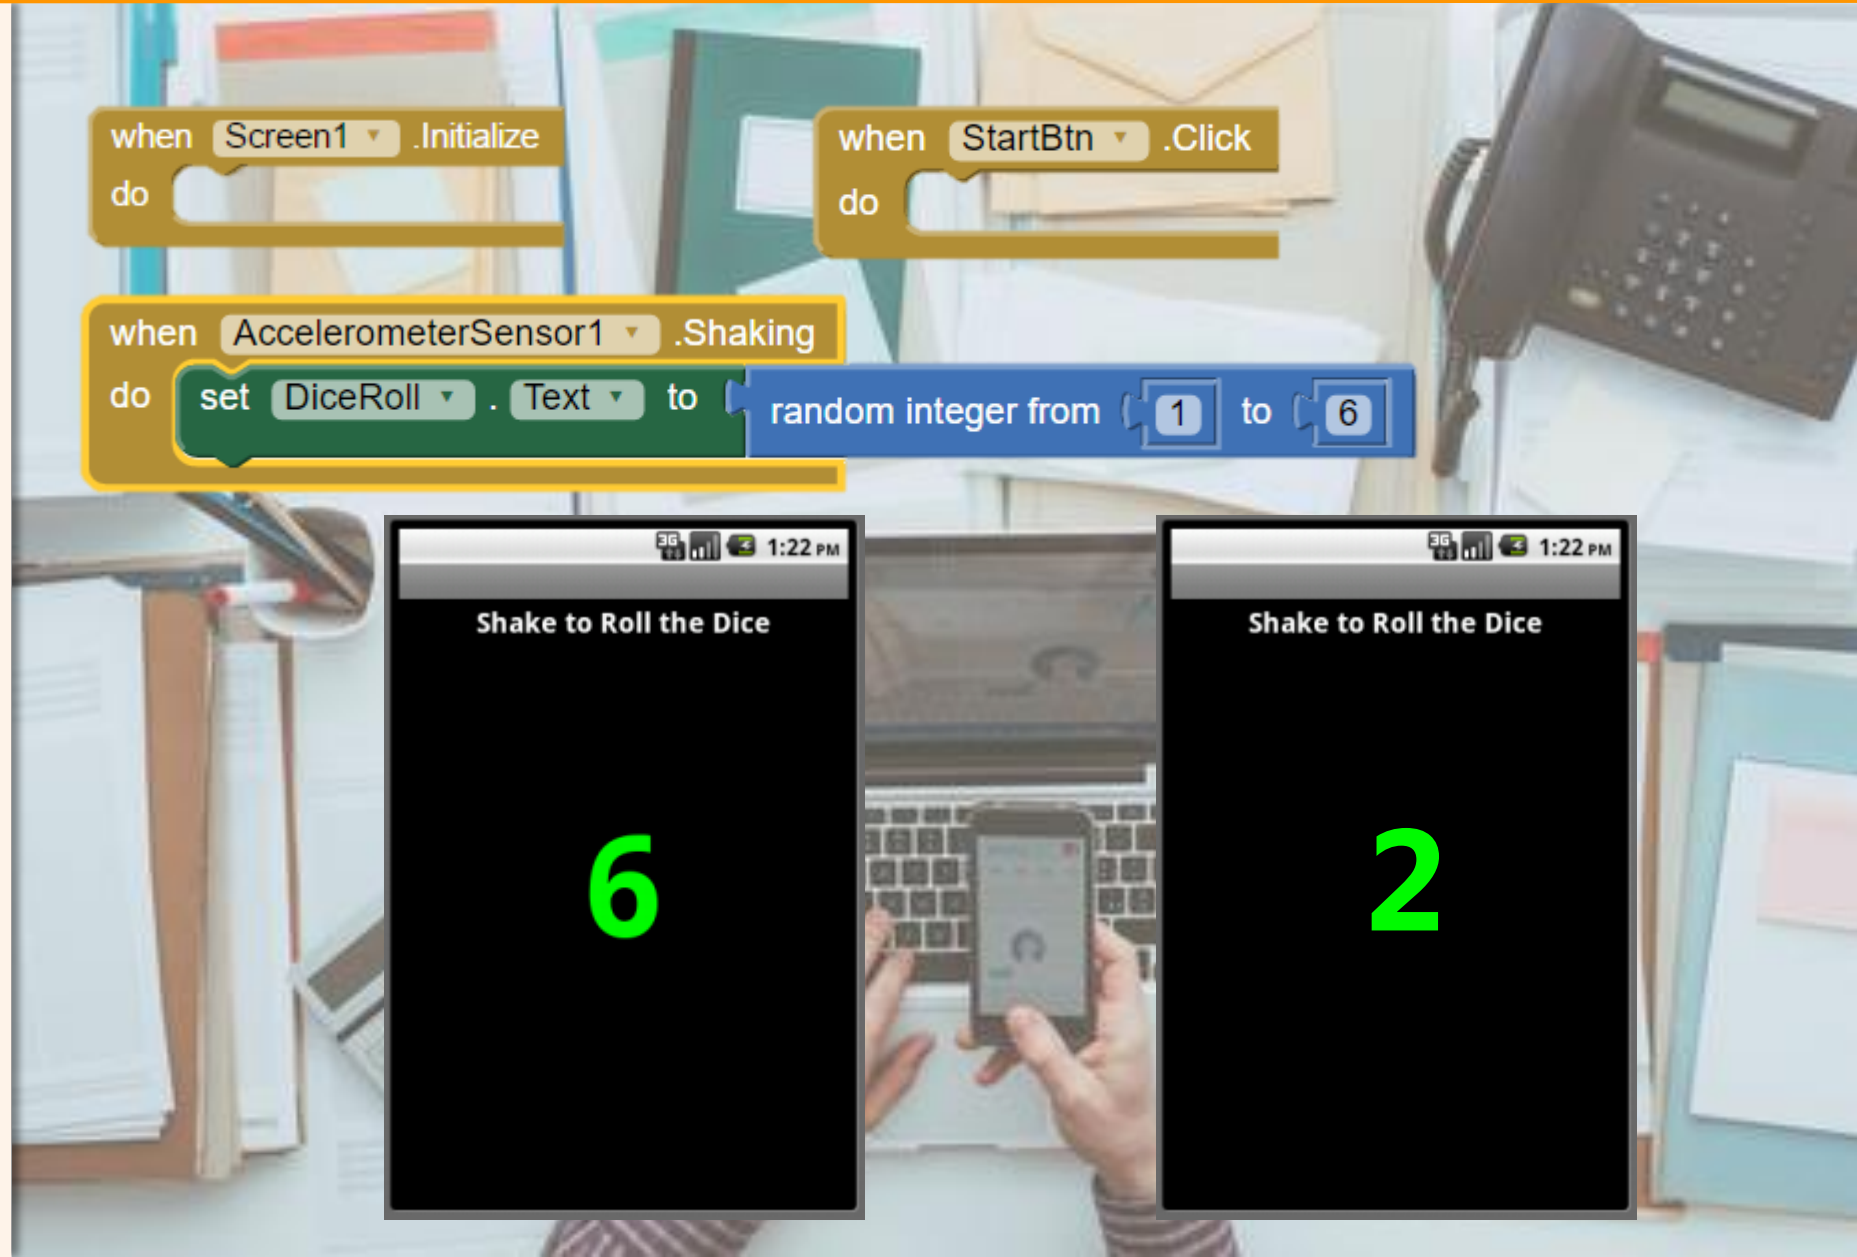 when Screen1 .Initialize
do
when StartBtn .Click
do
when AccelerometerSensor1 .Shaking
do set DiceRoll . Text to random integer from 1 to 6
3G 1:22 PM
Shake to Roll the Dice
6
3G 1:22 PM
Shake to Roll the Dice
2